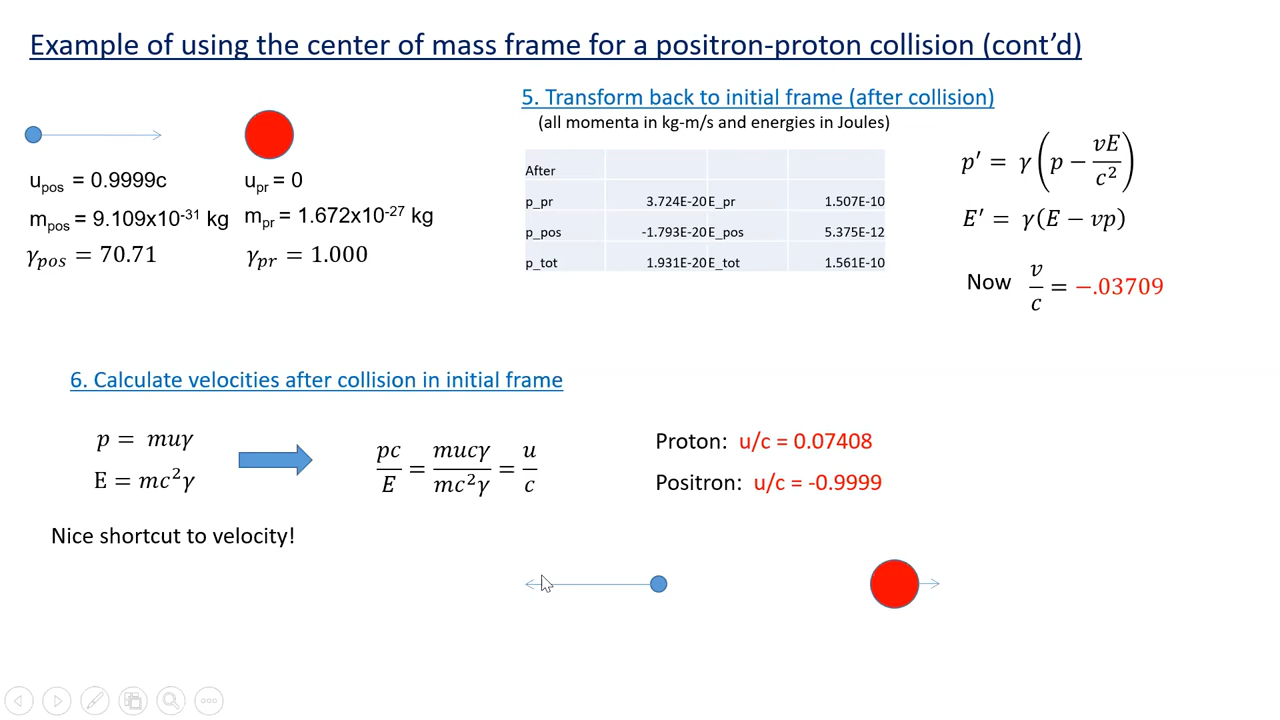 Example of using the center of mass frame for a positron-proton collision (cont’d)
u_pos = 0.9999c
m_pos = 9.109x10^-31 kg
γ_pos = 70.71
u_pr = 0
m_pr = 1.672x10^-27 kg
γ_pr = 1.000
5. Transform back to initial frame (after collision)
(all momenta in kg-m/s and energies in Joules)
After
p_pr 3.724E-20 E_pr 1.507E-10
p_pos -1.793E-20 E_pos 5.375E-12
p_tot 1.931E-20 E_tot 1.561E-10
p′ = γ(p − vE/c²)
E′ = γ(E − vp)
Now v/c = −.03709
6. Calculate velocities after collision in initial frame
p = muγ
E = mc²γ
pc/E = mucγ/mc²γ = u/c
Nice shortcut to velocity!
Proton: u/c = 0.07408
Positron: u/c = -0.9999